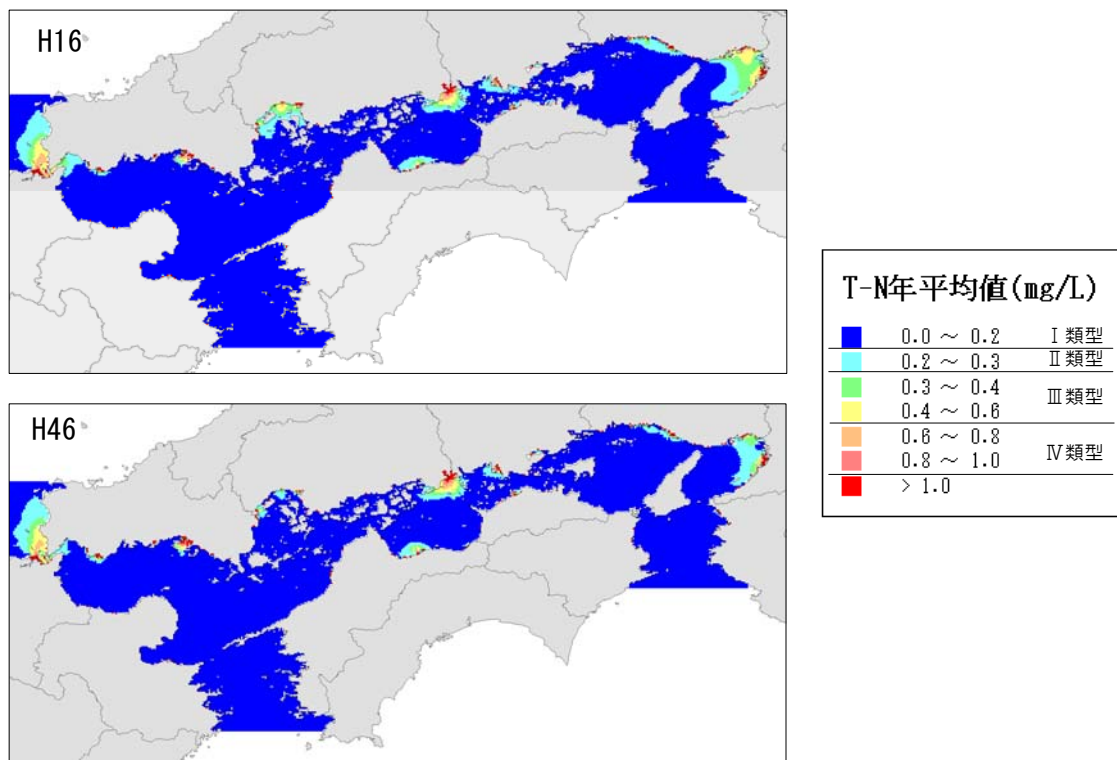 H16
H46
T-N年平均値(mg/L)
0.0 ～ 0.2 Ⅰ類型
0.2 ～ 0.3 Ⅱ類型
0.3 ～ 0.4
Ⅲ類型
0.4 ～ 0.6
0.6 ～ 0.8
Ⅳ類型
0.8 ～ 1.0
> 1.0